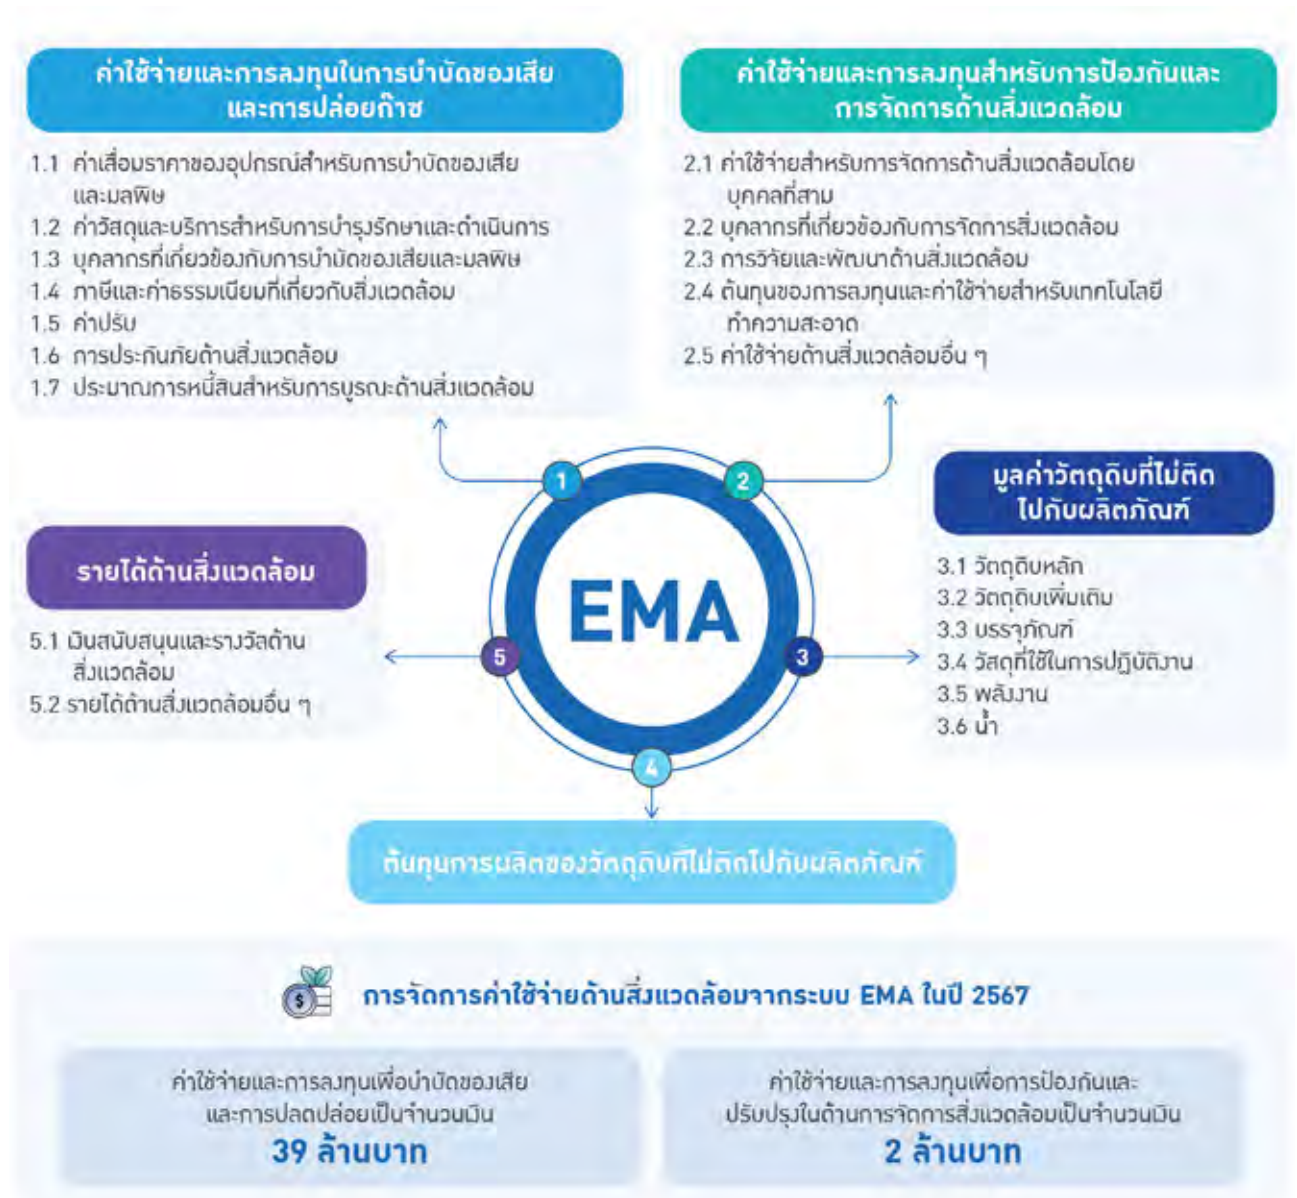 ค่าใช้จ่ายและการลงทุนในการบำบัดของเสีย
และการปล่อยก๊าซ
1.1 ค่าเสื่อมราคาของอุปกรณ์สำหรับการบำบัดของเสีย
และมลพิษ
1.2 ค่าวัสดุและบริการสำหรับการบำรุงรักษาและดำเนินการ
1.3 บุคลากรที่เกี่ยวข้องกับการบำบัดของเสียและมลพิษ
1.4 ภาษีและค่าธรรมเนียมที่เกี่ยวกับสิ่งแวดล้อม
1.5 ค่าปรับ
1.6 การประกันภัยด้านสิ่งแวดล้อม
1.7 ประมาณการหนี้สินสำหรับการบูรณะด้านสิ่งแวดล้อม
ค่าใช้จ่ายและการลงทุนสำหรับการป้องกันและ
การจัดการด้านสิ่งแวดล้อม
2.1 ค่าใช้จ่ายสำหรับการจัดการด้านสิ่งแวดล้อมโดย
บุคคลที่สาม
2.2 บุคลากรที่เกี่ยวข้องกับการจัดการสิ่งแวดล้อม
2.3 การวิจัยและพัฒนาด้านสิ่งแวดล้อม
2.4 ต้นทุนของการลงทุนและค่าใช้จ่ายสำหรับเทคโนโลยี
ทำความสะอาด
2.5 ค่าใช้จ่ายด้านสิ่งแวดล้อมอื่น ๆ
1
2
มูลค่าวัตถุดิบที่ไม่ติด
ไปกับผลิตภัณฑ์
3.1 วัตถุดิบหลัก
3.2 วัตถุดิบเพิ่มเติม
3.3 บรรจุภัณฑ์
3.4 วัสดุที่ใช้ในการปฏิบัติงาน
3.5 พลังงาน
3.6 น้ำ
รายได้ด้านสิ่งแวดล้อม
5.1 เงินสนับสนุนและรางวัลด้าน
สิ่งแวดล้อม
5.2 รายได้ด้านสิ่งแวดล้อมอื่น ๆ
EMA
5
3
4
ต้นทุนการผลิตของวัตถุดิบที่ไม่ติดไปกับผลิตภัณฑ์
$
การจัดการค่าใช้จ่ายด้านสิ่งแวดล้อมจากระบบ EMA ในปี 2567
ค่าใช้จ่ายและการลงทุนเพื่อบำบัดของเสีย
และการปลดปล่อยเป็นจำนวนเงิน
39 ล้านบาท
ค่าใช้จ่ายและการลงทุนเพื่อการป้องกันและ
ปรับปรุงในด้านการจัดการสิ่งแวดล้อมเป็นจำนวนเงิน
2 ล้านบาท